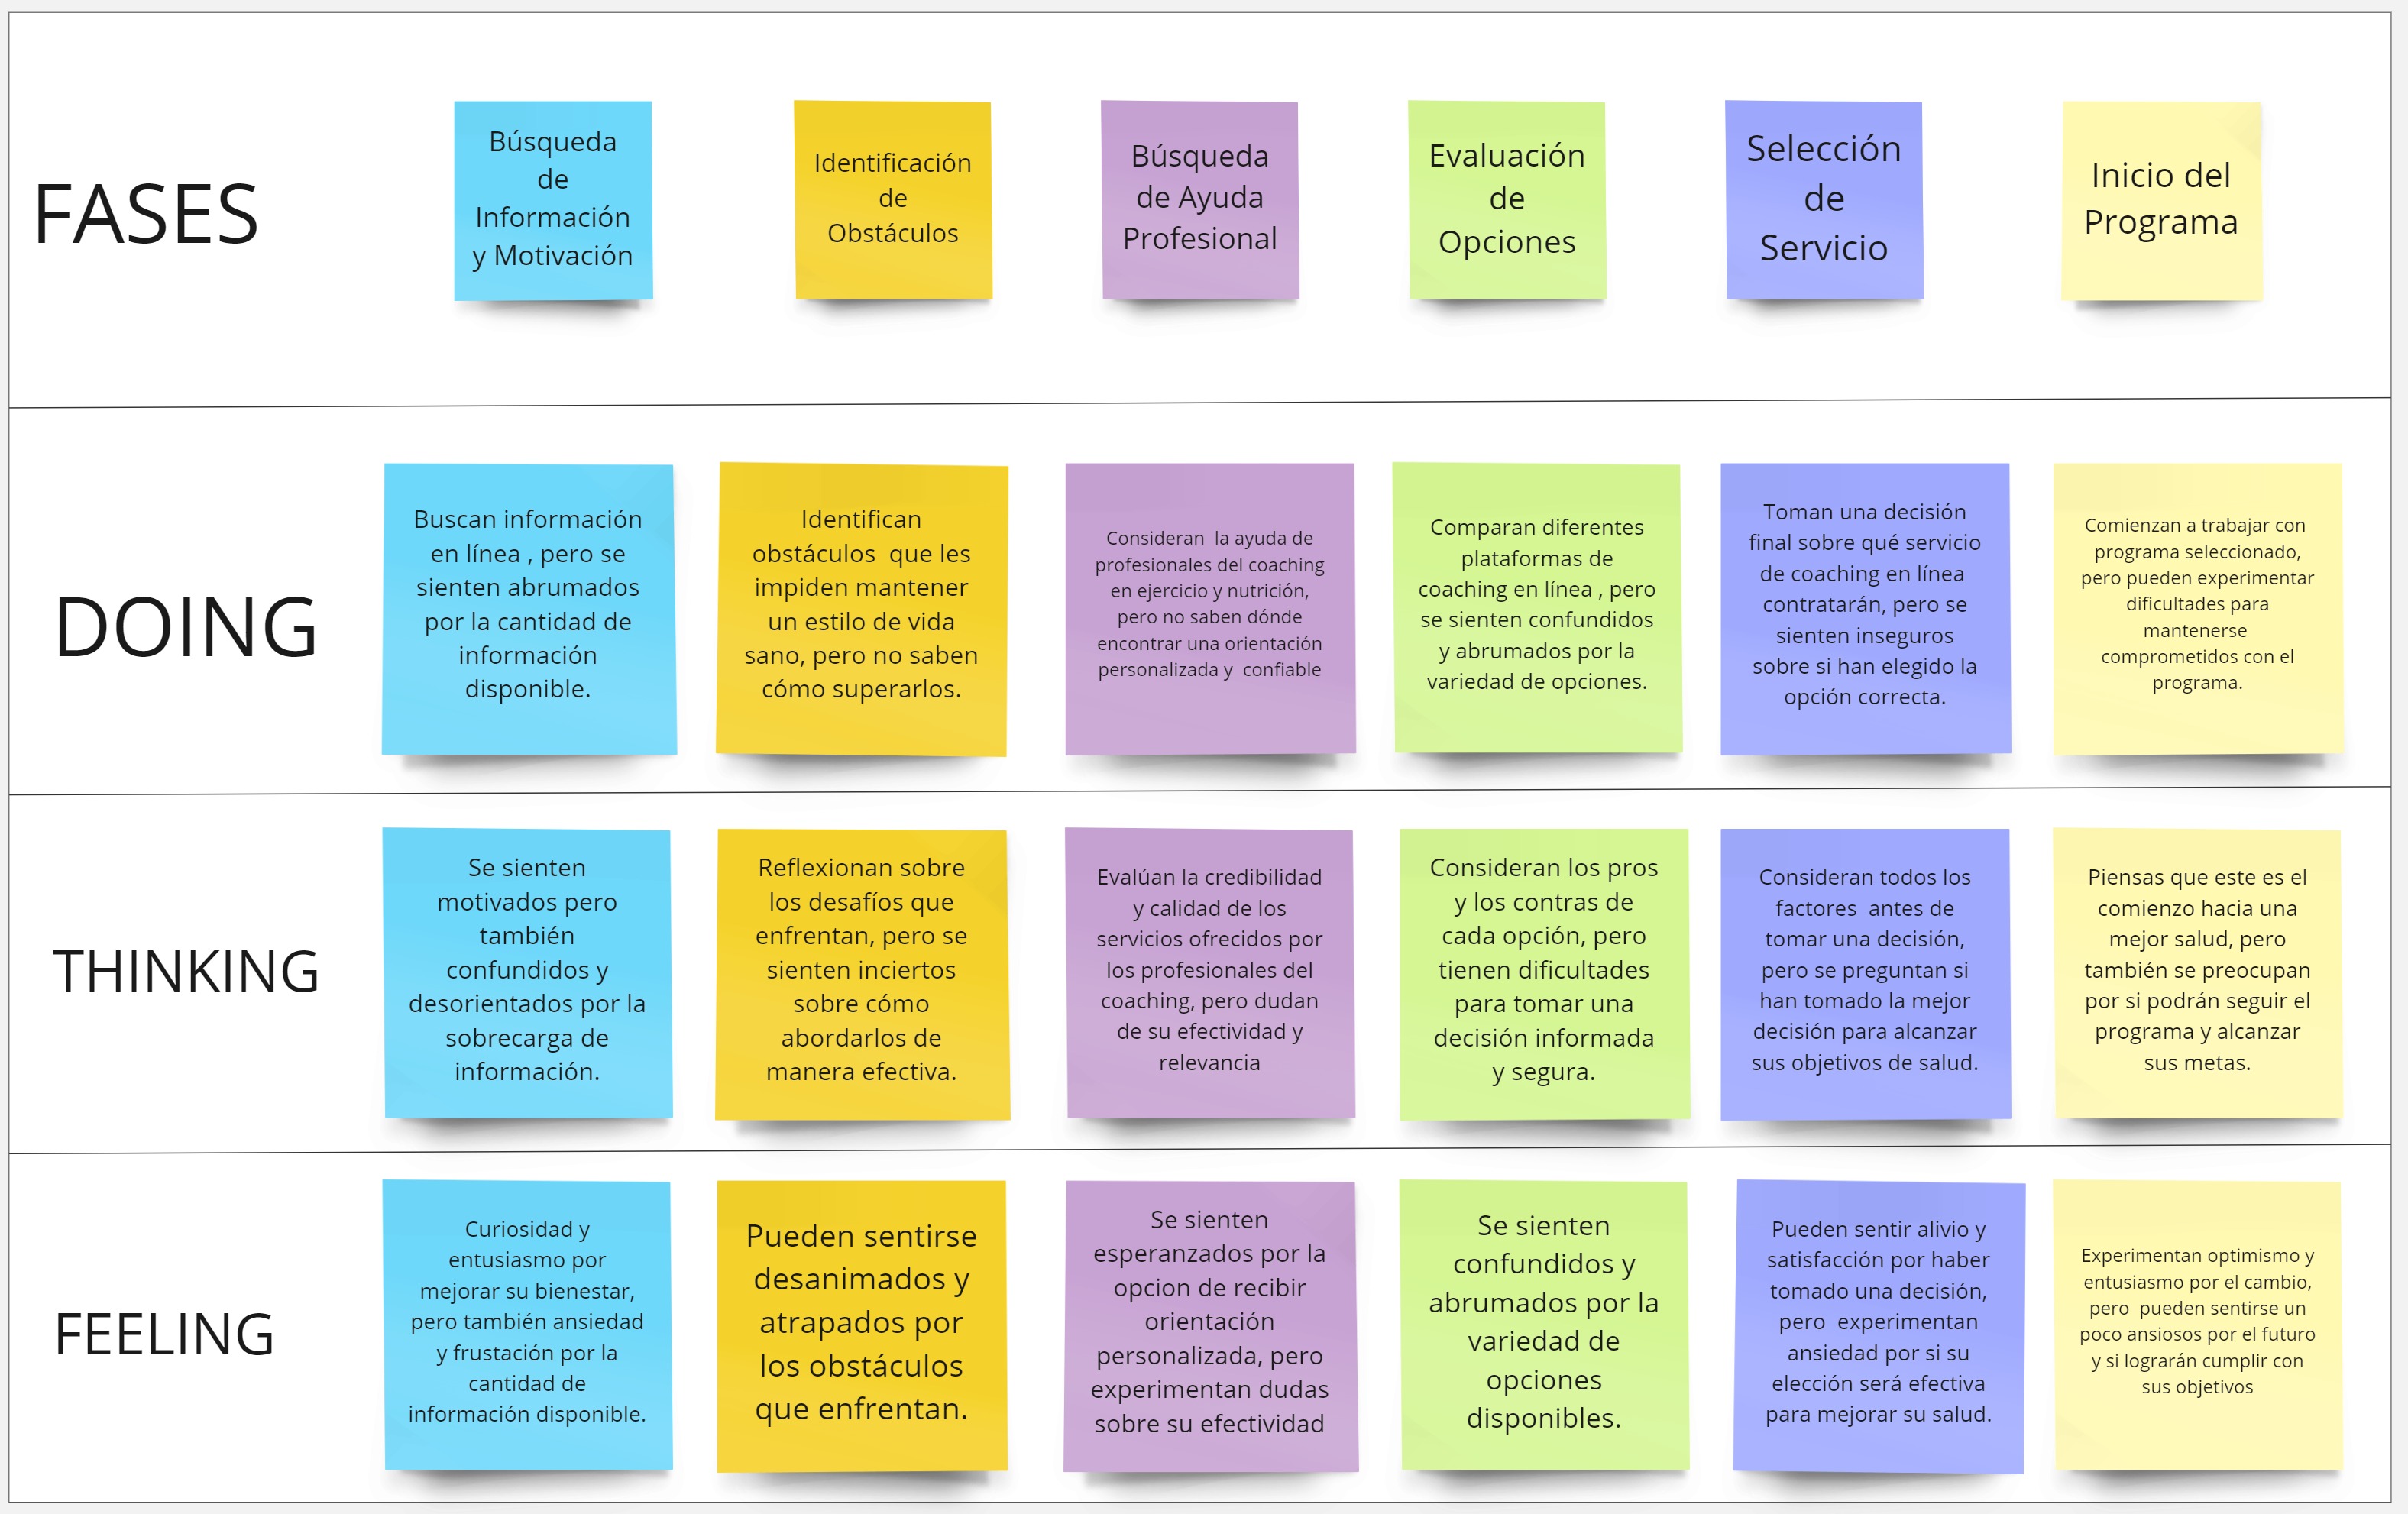 FASES
Búsqueda
de
Información
y Motivación
Identificación
de
Obstáculos
Búsqueda
de Ayuda
Profesional
Evaluación
de
Opciones
Selección
de
Servicio
Inicio del
Programa
DOING
Buscan información
en línea , pero se
sienten abrumados
por la cantidad de
información
disponible.
Identifican
obstáculos  que les
impiden mantener
un estilo de vida
sano, pero no saben
cómo superarlos.
Consideran  la ayuda de
profesionales del coaching
en ejercicio y nutrición,
pero no saben dónde
encontrar una orientación
personalizada y  confiable
Comparan diferentes
plataformas de
coaching en línea , pero
se sienten confundidos
y abrumados por la
variedad de opciones.
Toman una decisión
final sobre qué servicio
de coaching en línea
contratarán, pero se
sienten inseguros
sobre si han elegido la
opción correcta.
Comienzan a trabajar con
programa seleccionado,
pero pueden experimentar
dificultades para
mantenerse
comprometidos con el
programa.
THINKING
Se sienten
motivados pero
también
confundidos y
desorientados por la
sobrecarga de
información.
Reflexionan sobre
los desafíos que
enfrentan, pero se
sienten inciertos
sobre cómo
abordarlos de
manera efectiva.
Evalúan la credibilidad
y calidad de los
servicios ofrecidos por
los profesionales del
coaching, pero dudan
de su efectividad y
relevancia
Consideran los pros
y los contras de
cada opción, pero
tienen dificultades
para tomar una
decisión informada
y segura.
Consideran todos los
factores  antes de
tomar una decisión,
pero se preguntan si
han tomado la mejor
decisión para alcanzar
sus objetivos de salud.
Piensas que este es el
comienzo hacia una
mejor salud, pero
también se preocupan
por si podrán seguir el
programa y alcanzar
sus metas.
FEELING
Curiosidad y
entusiasmo por
mejorar su bienestar,
pero también ansiedad
y frustación por la
cantidad de
información disponible.
Pueden sentirse
desanimados y
atrapados por
los obstáculos
que enfrentan.
Se sienten
esperanzados por la
opcion de recibir
orientación
personalizada, pero
experimentan dudas
sobre su efectividad
Se sienten
confundidos y
abrumados por la
variedad de
opciones
disponibles.
Pueden sentir alivio y
satisfacción por haber
tomado una decisión,
pero  experimentan
ansiedad por si su
elección será efectiva
para mejorar su salud.
Experimentan optimismo y
entusiasmo por el cambio,
pero  pueden sentirse un
poco ansiosos por el futuro
y si lograrán cumplir con
sus objetivos